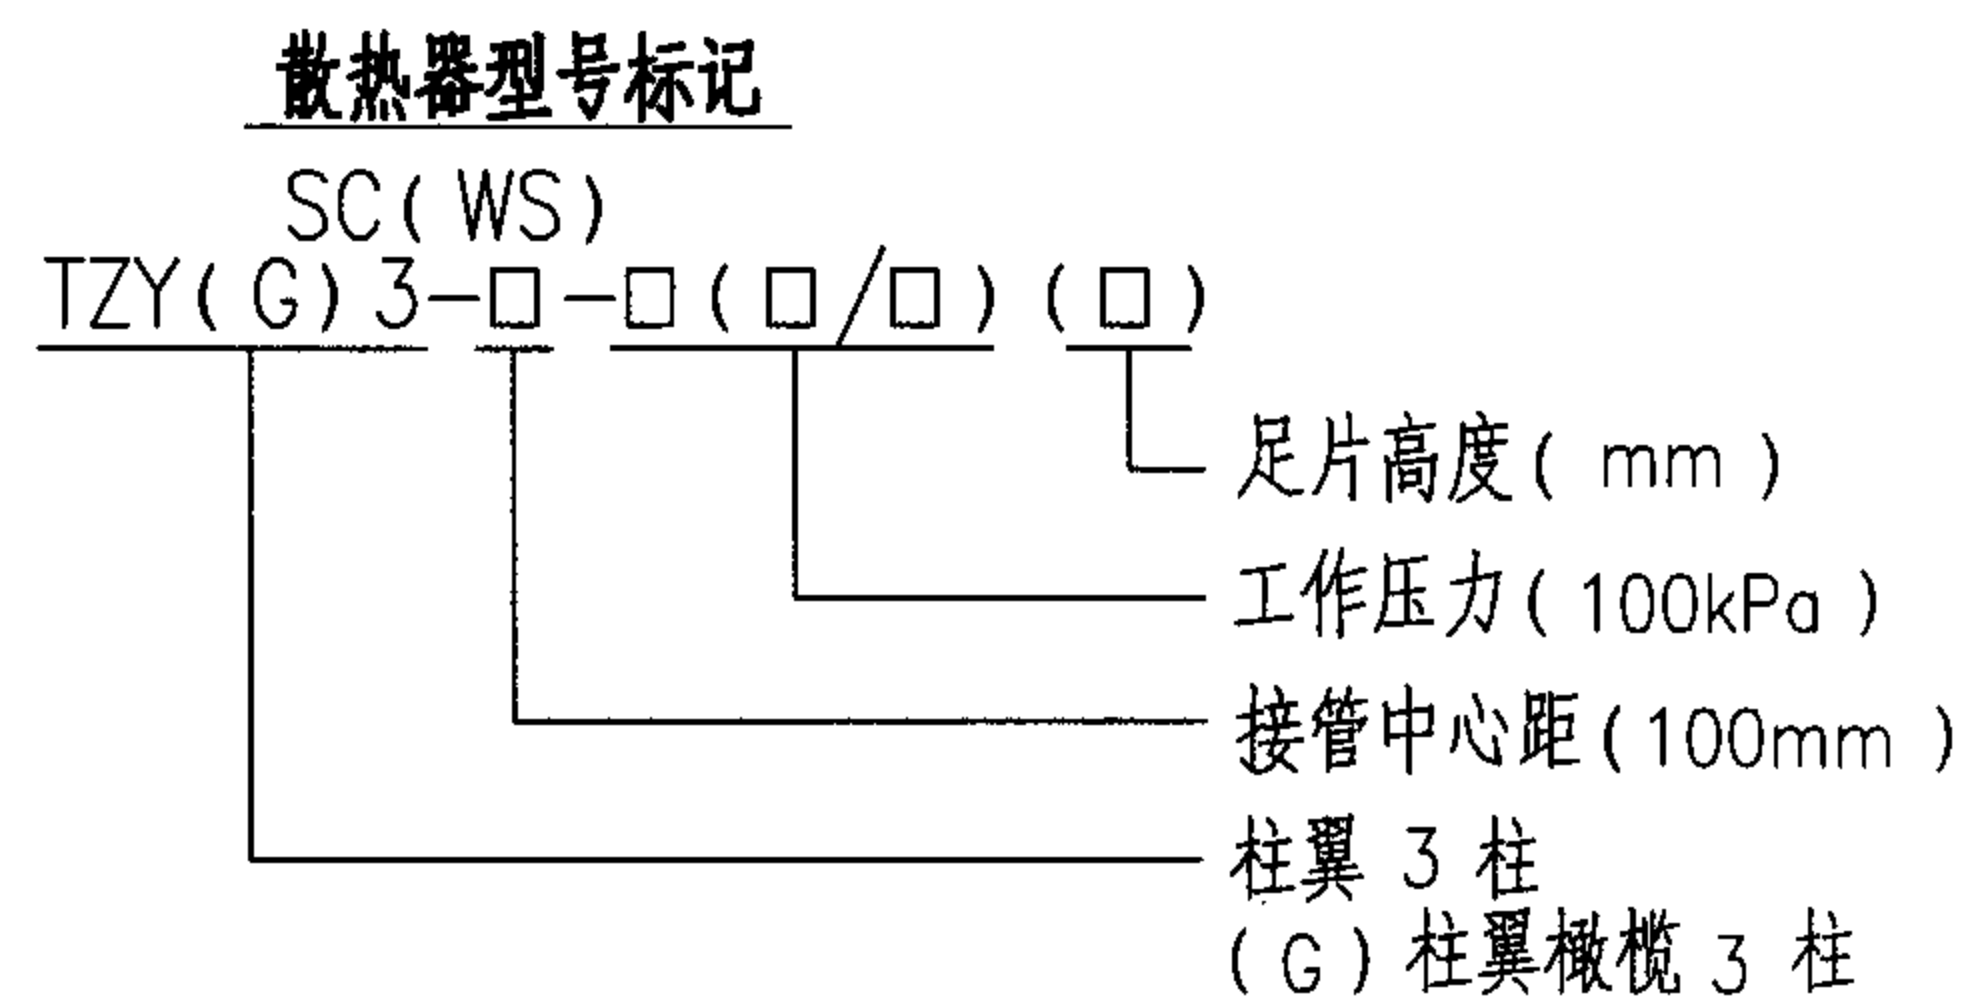 散热器型号标记
SC(WS)
TZY(G)3-□-□(□/□)(□)
足片高度(mm)
工作压力(100kPa)
接管中心距(100mm)
柱翼 3 柱
(G)柱翼橄榄 3 柱